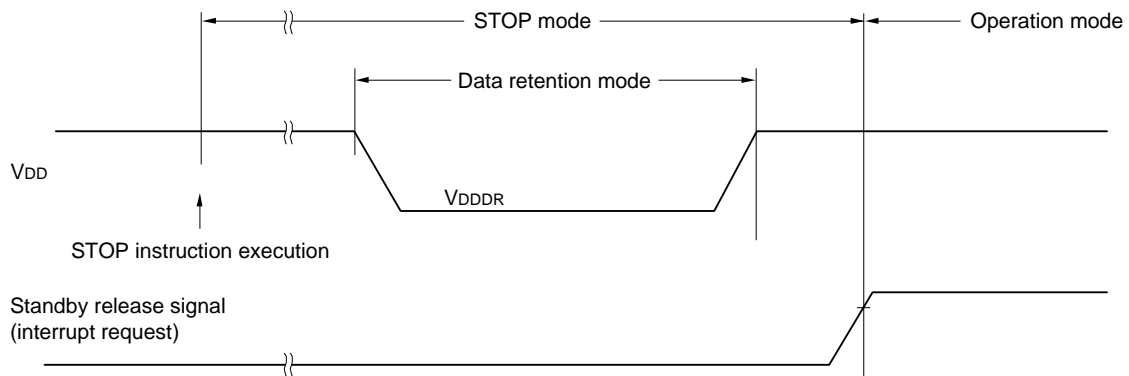 STOP mode
Operation mode
Data retention mode
VDD
VDDDR
STOP instruction execution
Standby release signal
(interrupt request)